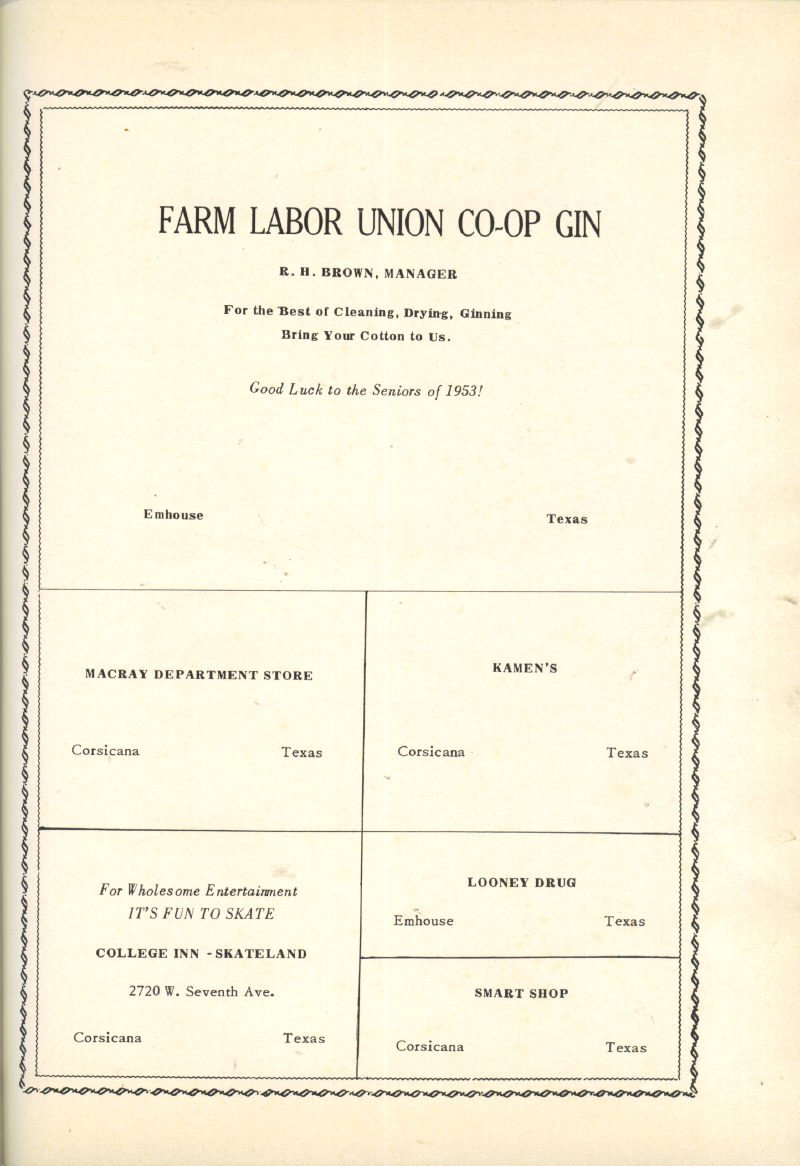 FARM LABOR UNION CO-OP GIN
R. H. BROWN, MANAGER
For the Best of Cleaning, Drying, Ginning
Bring Your Cotton to Us.
Good Luck to the Seniors of 1953!
Emhouse Texas
MACRAY DEPARTMENT STORE
Corsicana Texas
KAMEN'S
Corsicana Texas
For Wholesome Entertainment
IT'S FUN TO SKATE
COLLEGE INN - SKATELAND
2720 W. Seventh Ave.
Corsicana Texas
LOONEY DRUG
Emhouse Texas
SMART SHOP
Corsicana Texas